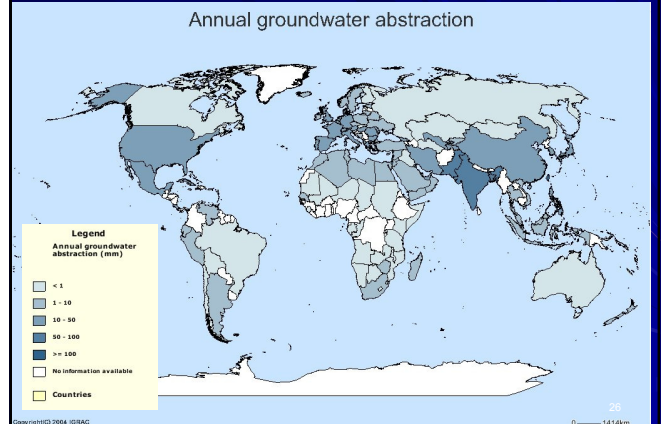 Annual groundwater abstraction
Legend
Annual groundwater
abstraction (mm)
< 1
1 - 10
10 - 50
50 - 100
>= 100
No information available
Countries
26
Copyright(C) 2004 IGRAC
0 1414km